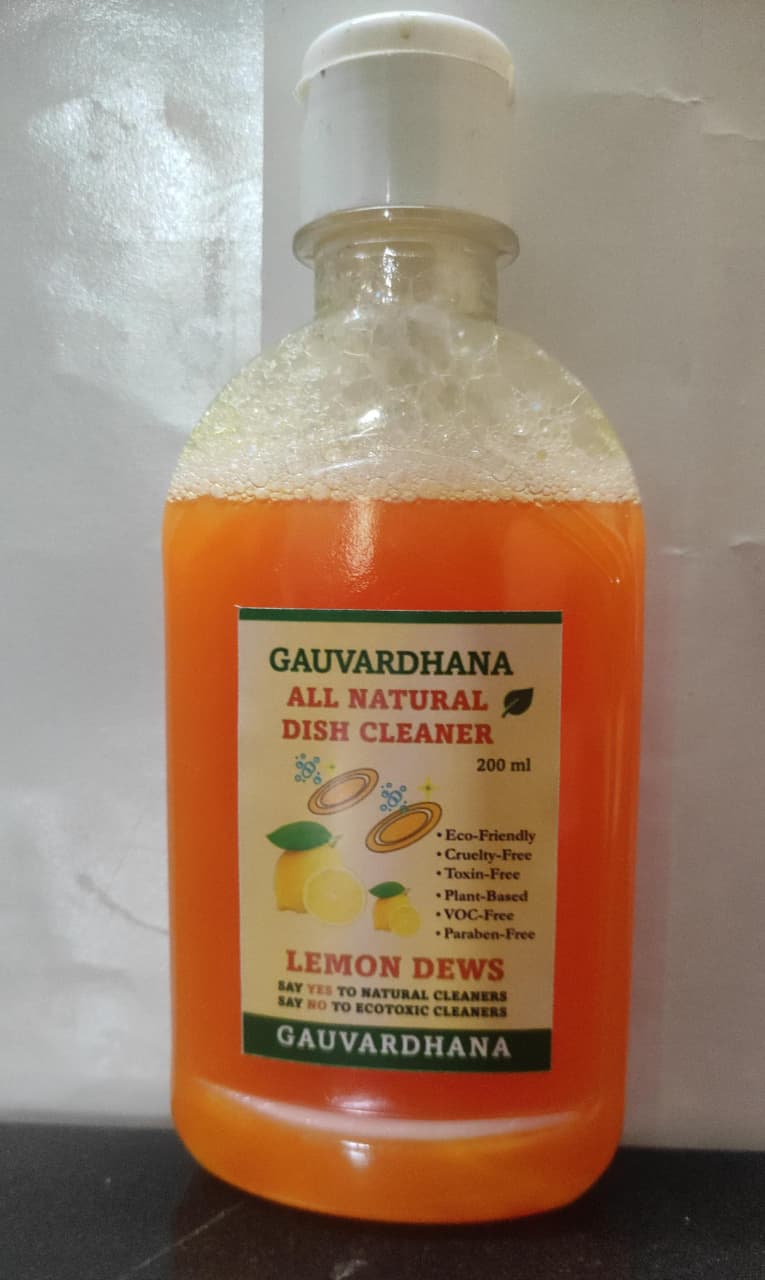 GAUVARDHANA
ALL NATURAL
DISH CLEANER
200 ml
• Eco-Friendly
• Cruelty-Free
• Toxin-Free
• Plant-Based
• VOC-Free
• Paraben-Free
LEMON DEWS
SAY YES TO NATURAL CLEANERS
SAY NO TO ECOTOXIC CLEANERS
GAUVARDHANA